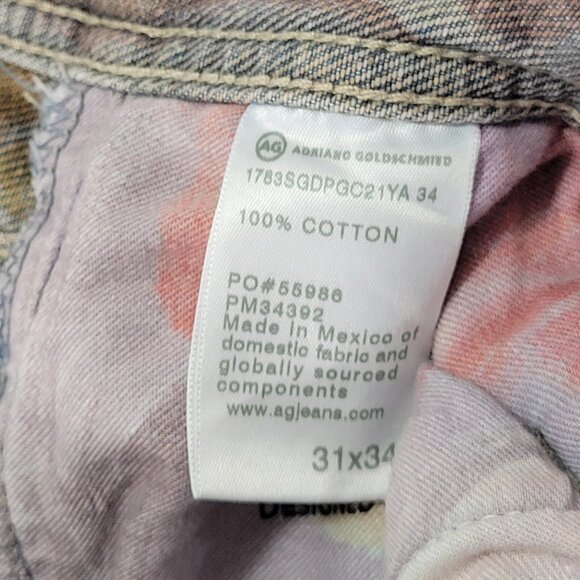 AG ADRIANO GOLDSCHMIED
1783SGDPGC21YA 34
100% COTTON
PO#55986
PM34392
Made in Mexico of
domestic fabric and
globally sourced
components
www.agjeans.com
31x34
DESIGNED